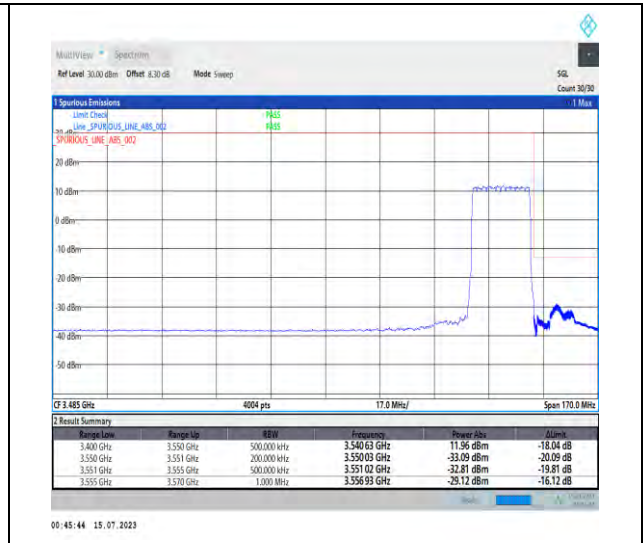 MultiView Spectrum
Ref Level 30.00 dBm Offset 8.30 dB Mode Sweep SGL
Count 30/30
1 Spurious Emissions 1 Max
Limit Check PASS
Line _SPURIOUS_LINE_ABS_002 PASS
SPURIOUS_LINE_ABS_002
20 dBm
10 dBm
0 dBm
-10 dBm
-20 dBm
-30 dBm
-40 dBm
-50 dBm
CF 3.485 GHz 4004 pts 17.0 MHz/ Span 170.0 MHz
2 Result Summary
Range Low Range Up RBW Frequency Power Abs ΔLimit
3.400 GHz 3.550 GHz 500.000 kHz 3.540 63 GHz 11.96 dBm -18.04 dB
3.550 GHz 3.551 GHz 200.000 kHz 3.550 03 GHz -33.09 dBm -20.09 dB
3.551 GHz 3.555 GHz 500.000 kHz 3.551 02 GHz -32.81 dBm -19.81 dB
3.555 GHz 3.570 GHz 1.000 MHz 3.556 93 GHz -29.12 dBm -16.12 dB
00:45:44 15.07.2023